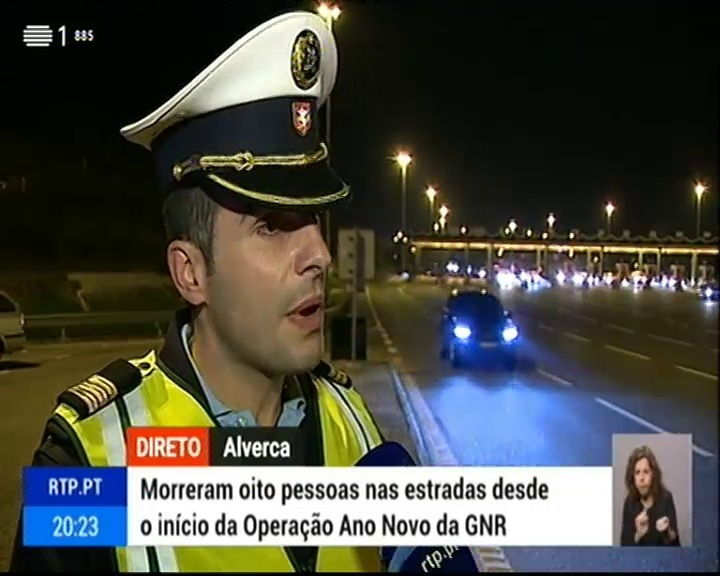 1 885
DIRETO Alverca
RTP.PT
20:23
Morreram oito pessoas nas estradas desde
o início da Operação Ano Novo da GNR
rtp.pt